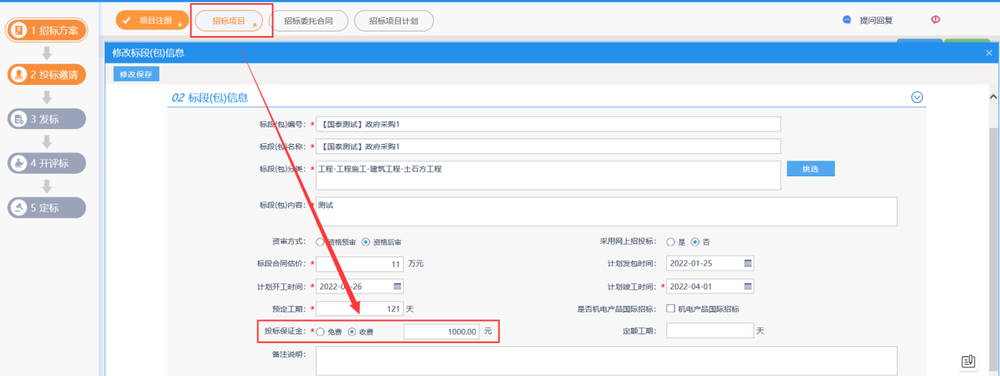 项目注册
招标项目
招标委托合同
招标项目计划
提问回复
1 招标方案
2 投标邀请
3 发标
4 开评标
5 定标
修改标段(包)信息
修改保存
02 标段(包)信息
标段(包)编号: * 【国泰测试】政府采购1
标段(包)名称: * 【国泰测试】政府采购1
标段(包)分类: * 工程-工程施工-建筑工程-土石方工程
挑选
标段(包)内容: * 测试
资审方式: 资格预审 资格后审
采用网上招投标: 是 否
标段合同估价: * 11 万元
计划发包时间: 2022-01-25
计划开工时间: * 2022- -26
计划竣工时间: * 2022-04-01
预定工期: * 121 天
是否机电产品国际招标: 机电产品国际招标
投标保证金: * 免费 收费 1000.00 元
定额工期: 天
备注说明: